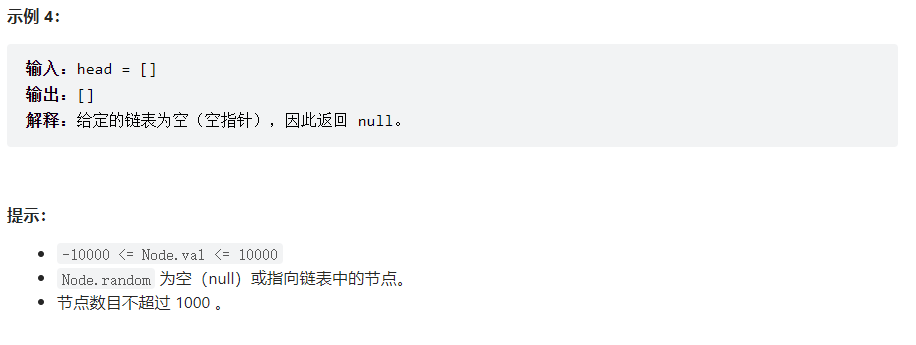 示例 4：
输入：head = []
输出：[]
解释：给定的链表为空（空指针），因此返回 null。
提示：
-10000 <= Node.val <= 10000
Node.random 为空（null）或指向链表中的节点。
节点数目不超过 1000 。